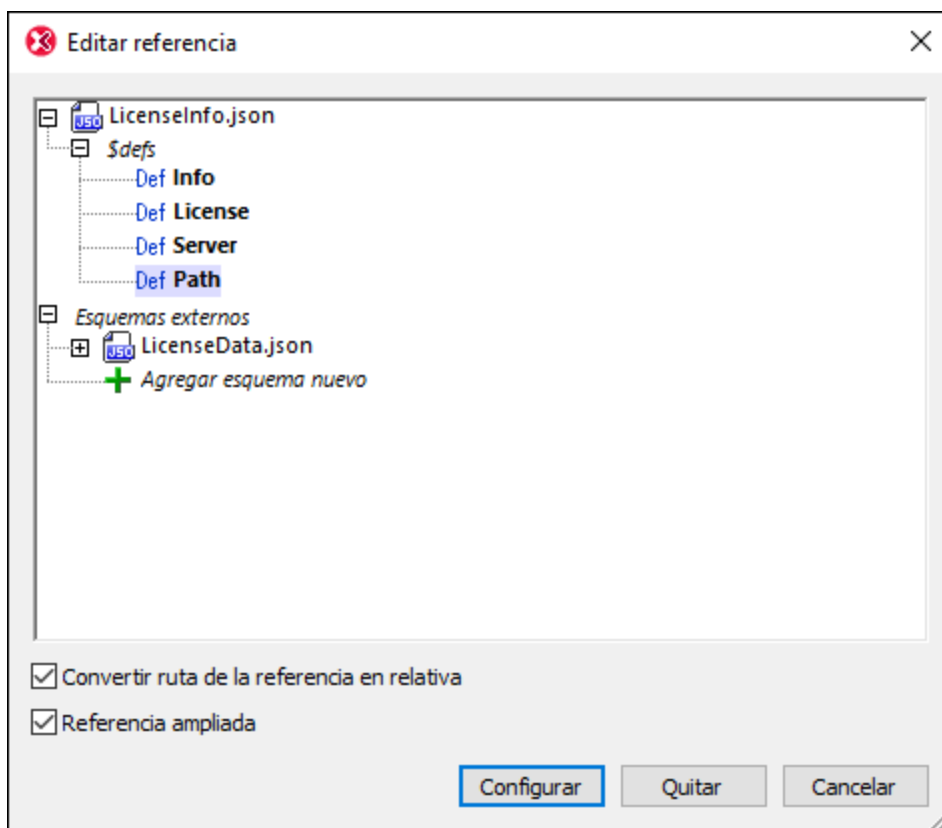 Editar referencia
LicenseInfo.json
$defs
Def Info
Def License
Def Server
Def Path
Esquemas externos
LicenseData.json
Agregar esquema nuevo
Convertir ruta de la referencia en relativa
Referencia ampliada
Configurar Quitar Cancelar